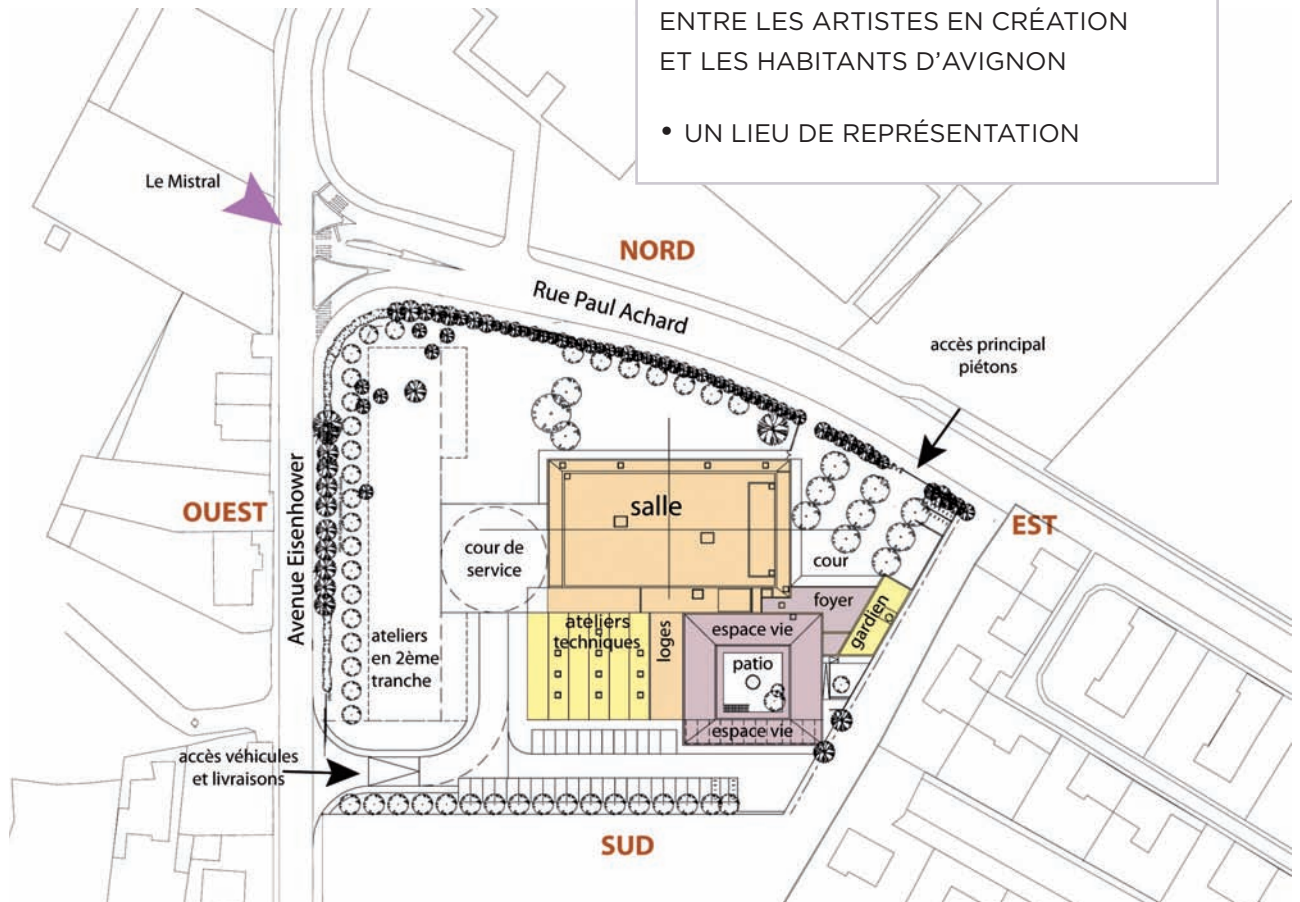 ENTRE LES ARTISTES EN CRÉATION
ET LES HABITANTS D'AVIGNON
• UN LIEU DE REPRÉSENTATION
Le Mistral
NORD
Rue Paul Achard
accès principal
piétons
OUEST
Avenue Eisenhower
salle
EST
cour de
service
cour
foyer
gardien
ateliers
techniques
loges
espace vie
patio
espace vie
ateliers
en 2ème
tranche
accès véhicules
et livraisons
SUD